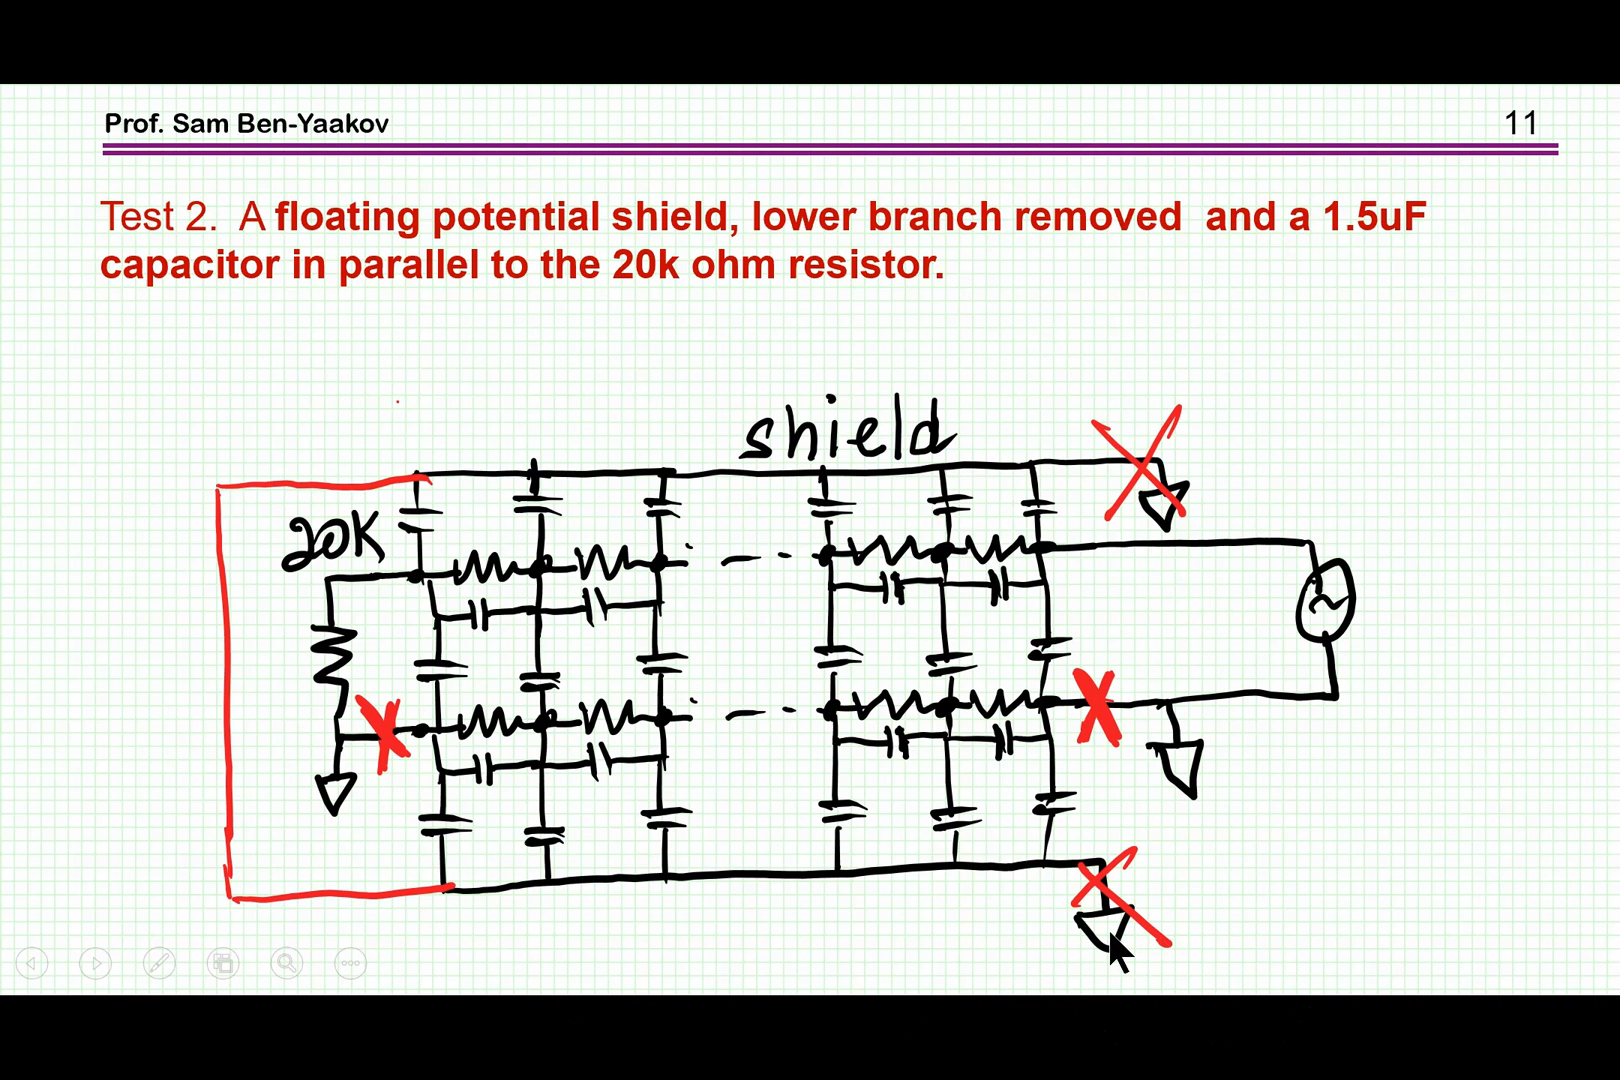 Prof. Sam Ben-Yaakov
11
Test 2. A floating potential shield, lower branch removed and a 1.5uF
capacitor in parallel to the 20k ohm resistor.
shield
20K